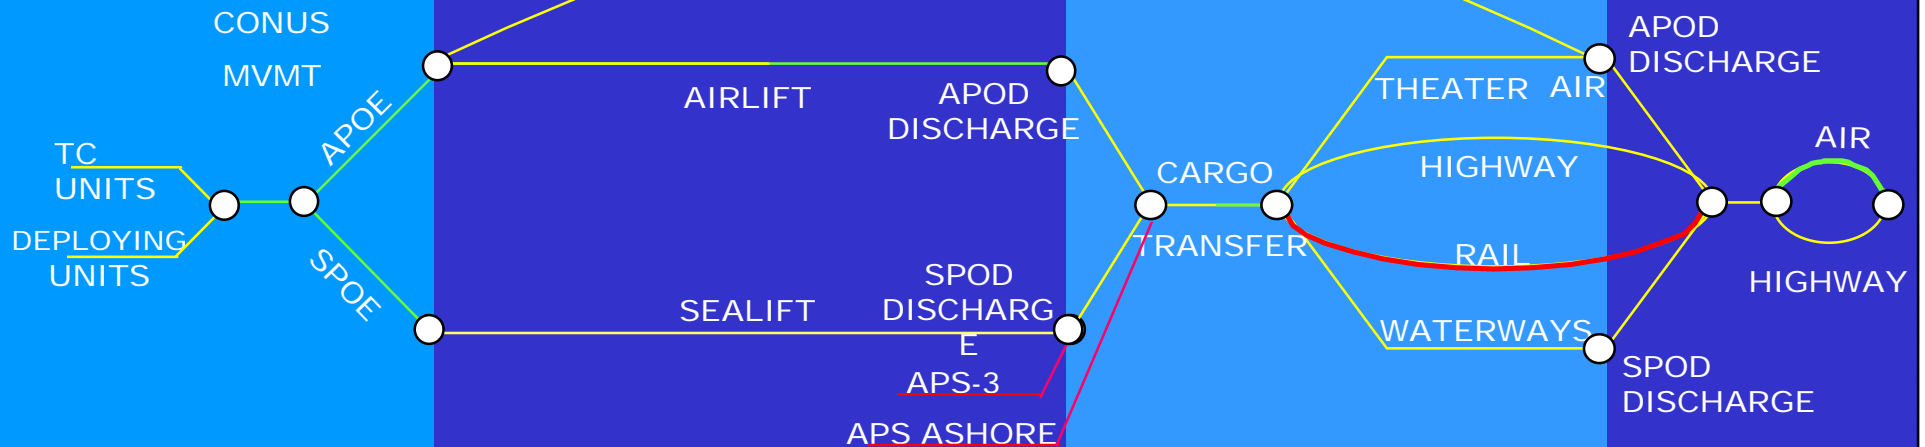 CONUS
MVMT
TC
UNITS
DEPLOYING
UNITS
APOE
SPOE
AIRLIFT
APOD
DISCHARGE
SEALIFT
SPOD
DISCHARG
E
APS-3
APS ASHORE
CARGO
TRANSFER
THEATER AIR
HIGHWAY
RAIL
WATERWAYS
APOD
DISCHARGE
SPOD
DISCHARGE
AIR
HIGHWAY